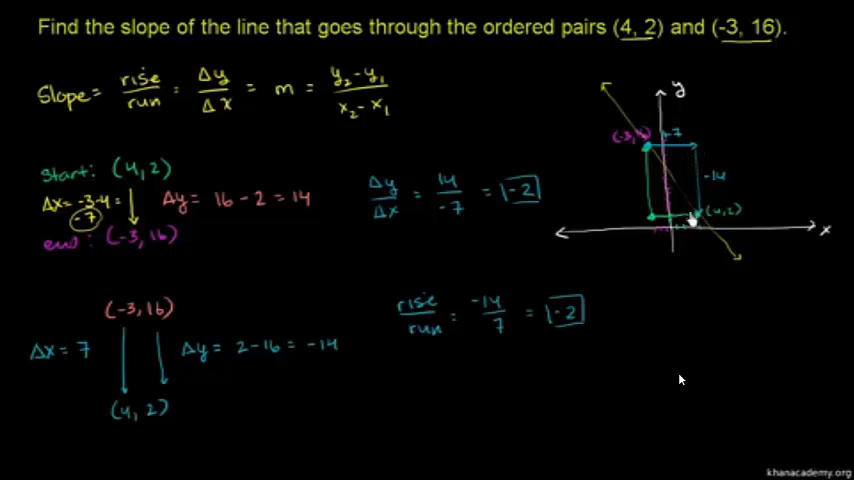 Find the slope of the line that goes through the ordered pairs (4, 2) and (-3, 16).
Slope = rise/run = Δy/Δx = m = y₂-y₁/x₂-x₁
start: (4,2)
Δx = -3-4 = -7
Δy = 16-2 = 14
end: (-3,16)
Δy/Δx = 14/-7 = -2
(-3,16)
Δx = 7
Δy = 2-16 = -14
(4,2)
rise/run = -14/7 = -2
y
(-3,16)
+7
-14
(4,2)
x
khanacademy.org